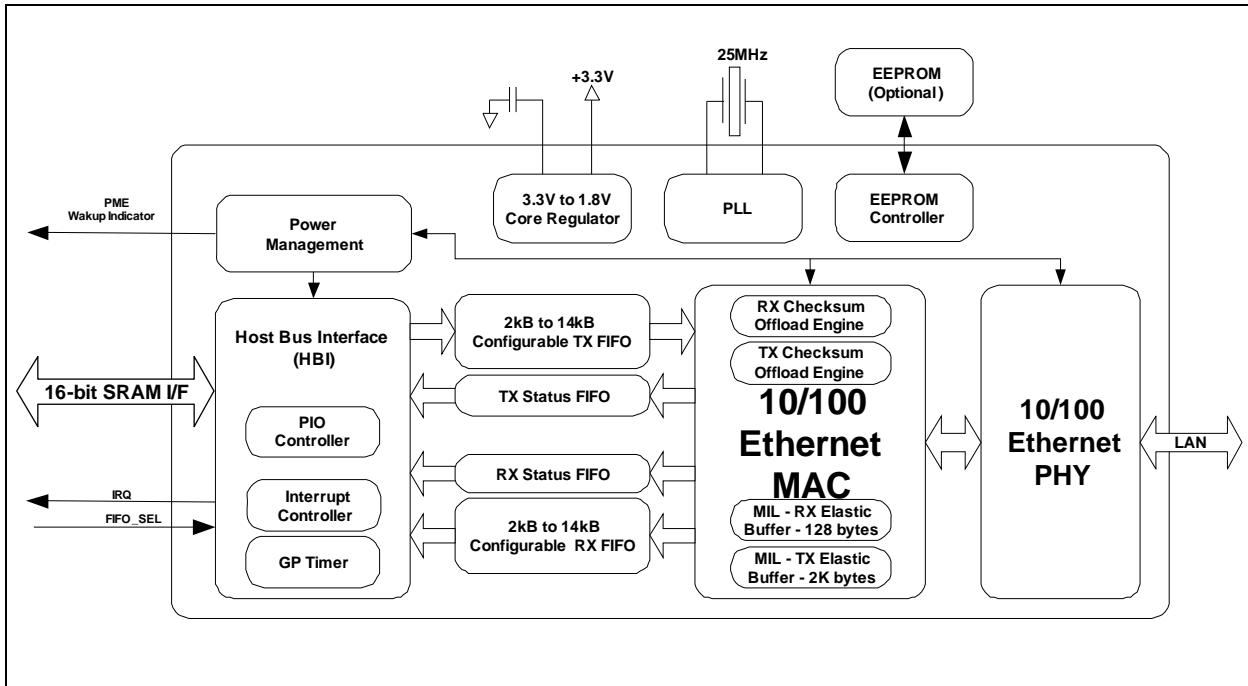 25MHz
+3.3V
EEPROM
(Optional)
3.3V to 1.8V
Core Regulator
PLL
EEPROM
Controller
PME
Wakup Indicator
Power
Management
Host Bus Interface
(HBI)
2kB to 14kB
Configurable TX FIFO
RX Checksum
Offload Engine
TX Checksum
Offload Engine
16-bit SRAM I/F
TX Status FIFO
10/100
Ethernet
MAC
10/100
Ethernet
PHY
LAN
PIO
Controller
RX Status FIFO
IRQ
FIFO_SEL
Interrupt
Controller
2kB to 14kB
Configurable RX FIFO
MIL - RX Elastic
Buffer - 128 bytes
GP Timer
MIL - TX Elastic
Buffer - 2K bytes